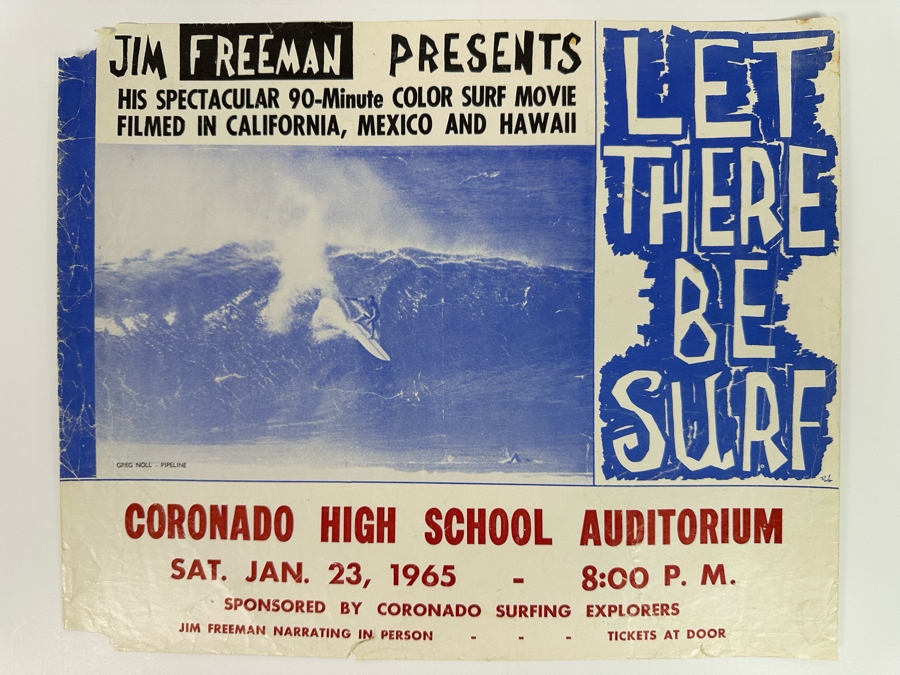 JIM FREEMAN PRESENTS
HIS SPECTACULAR 90-Minute COLOR SURF MOVIE
FILMED IN CALIFORNIA, MEXICO AND HAWAII
GREG NOLL - PIPELINE
LET
THERE
BE
SURF
CORONADO HIGH SCHOOL AUDITORIUM
SAT. JAN. 23, 1965 - 8:00 P. M.
SPONSORED BY CORONADO SURFING EXPLORERS
JIM FREEMAN NARRATING IN PERSON - - - TICKETS AT DOOR